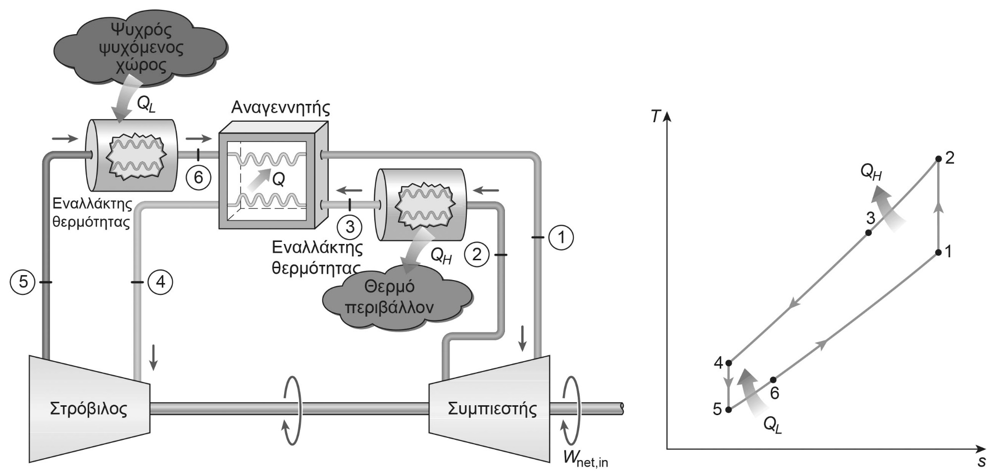 Ψυχρός
ψυχόμενος
χώρος
Q_L
Αναγεννητής
6
Q
Εναλλάκτης
θερμότητας
3
Εναλλάκτης
θερμότητας
Q_H
2
1
5
4
Θερμό
περιβάλλον
Στρόβιλος
Συμπιεστής
W_net,in
T
2
Q_H
3
1
4
6
5
Q_L
s